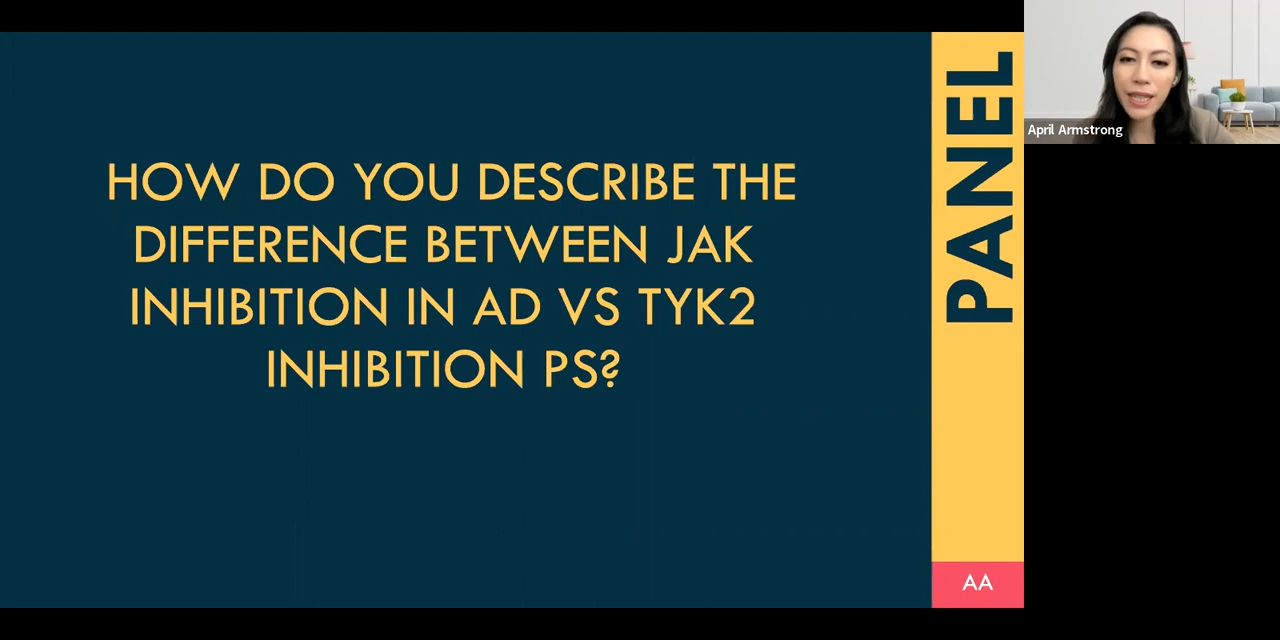 HOW DO YOU DESCRIBE THE
DIFFERENCE BETWEEN JAK
INHIBITION IN AD VS TYK2
INHIBITION PS?
PANEL
AA
April Armstrong